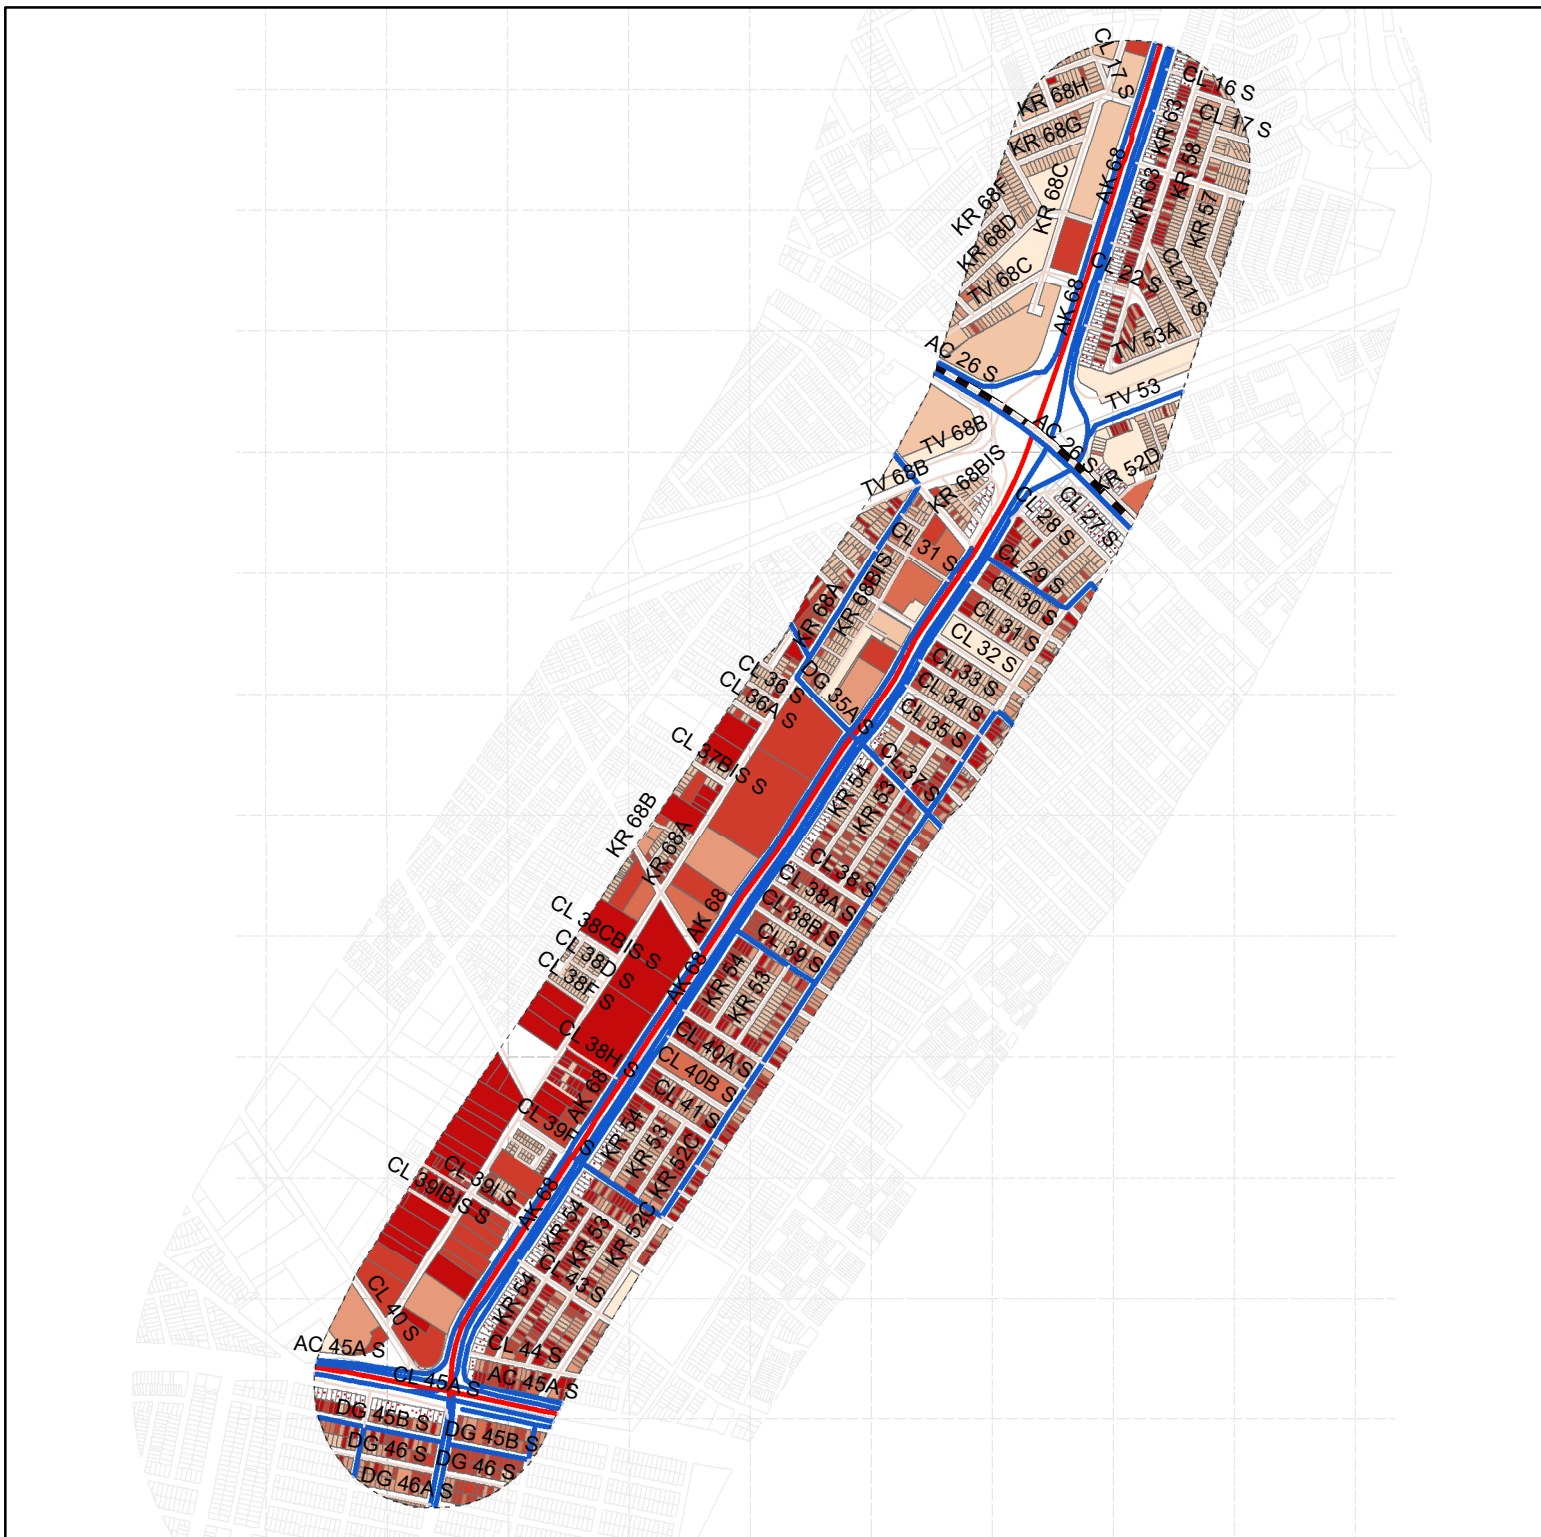 CL 17 S
CL 16 S
KR 68H
CL 17 S
KR 63
KR 68G
KR 58
AK 68
KR 68C
KR 63
KR 68F
KR 57
KR 68D
CL 22 S
CL 21 S
TV 68C
AK 68
TV 53A
AC 26 S
TV 53
TV 68B
AC 26 S
KR 52D
TV 68B
KR 68BIS
CL 28 S
CL 27 S
CL 31 S
CL 29 S
KR 68BIS
CL 30 S
KR 68A
CL 31 S
CL 32 S
CL 33 S
CL 36 S
DG 35A S
CL 34 S
CL 36A S
CL 35 S
CL 37BIS S
CL 37 S
KR 54
KR 53
KR 68B
KR 68A
CL 38 S
CL 38A S
AK 68
CL 38B S
CL 38CBIS S
CL 39 S
CL 38D S
AK 68
KR 54
KR 53
CL 38F S
CL 38H S
CL 40A S
CL 40B S
AK 68
CL 41 S
CL 39F S
KR 54
KR 53
KR 52C
CL 39I S
CL 39IBIS S
AK 68
KR 54
KR 53
KR 52C
CL 43 S
KR 54
CL 40 S
AC 45A S
CL 44 S
CL 45A S
AC 45A S
DG 45B S
DG 45B S
DG 46 S
DG 46 S
DG 46A S